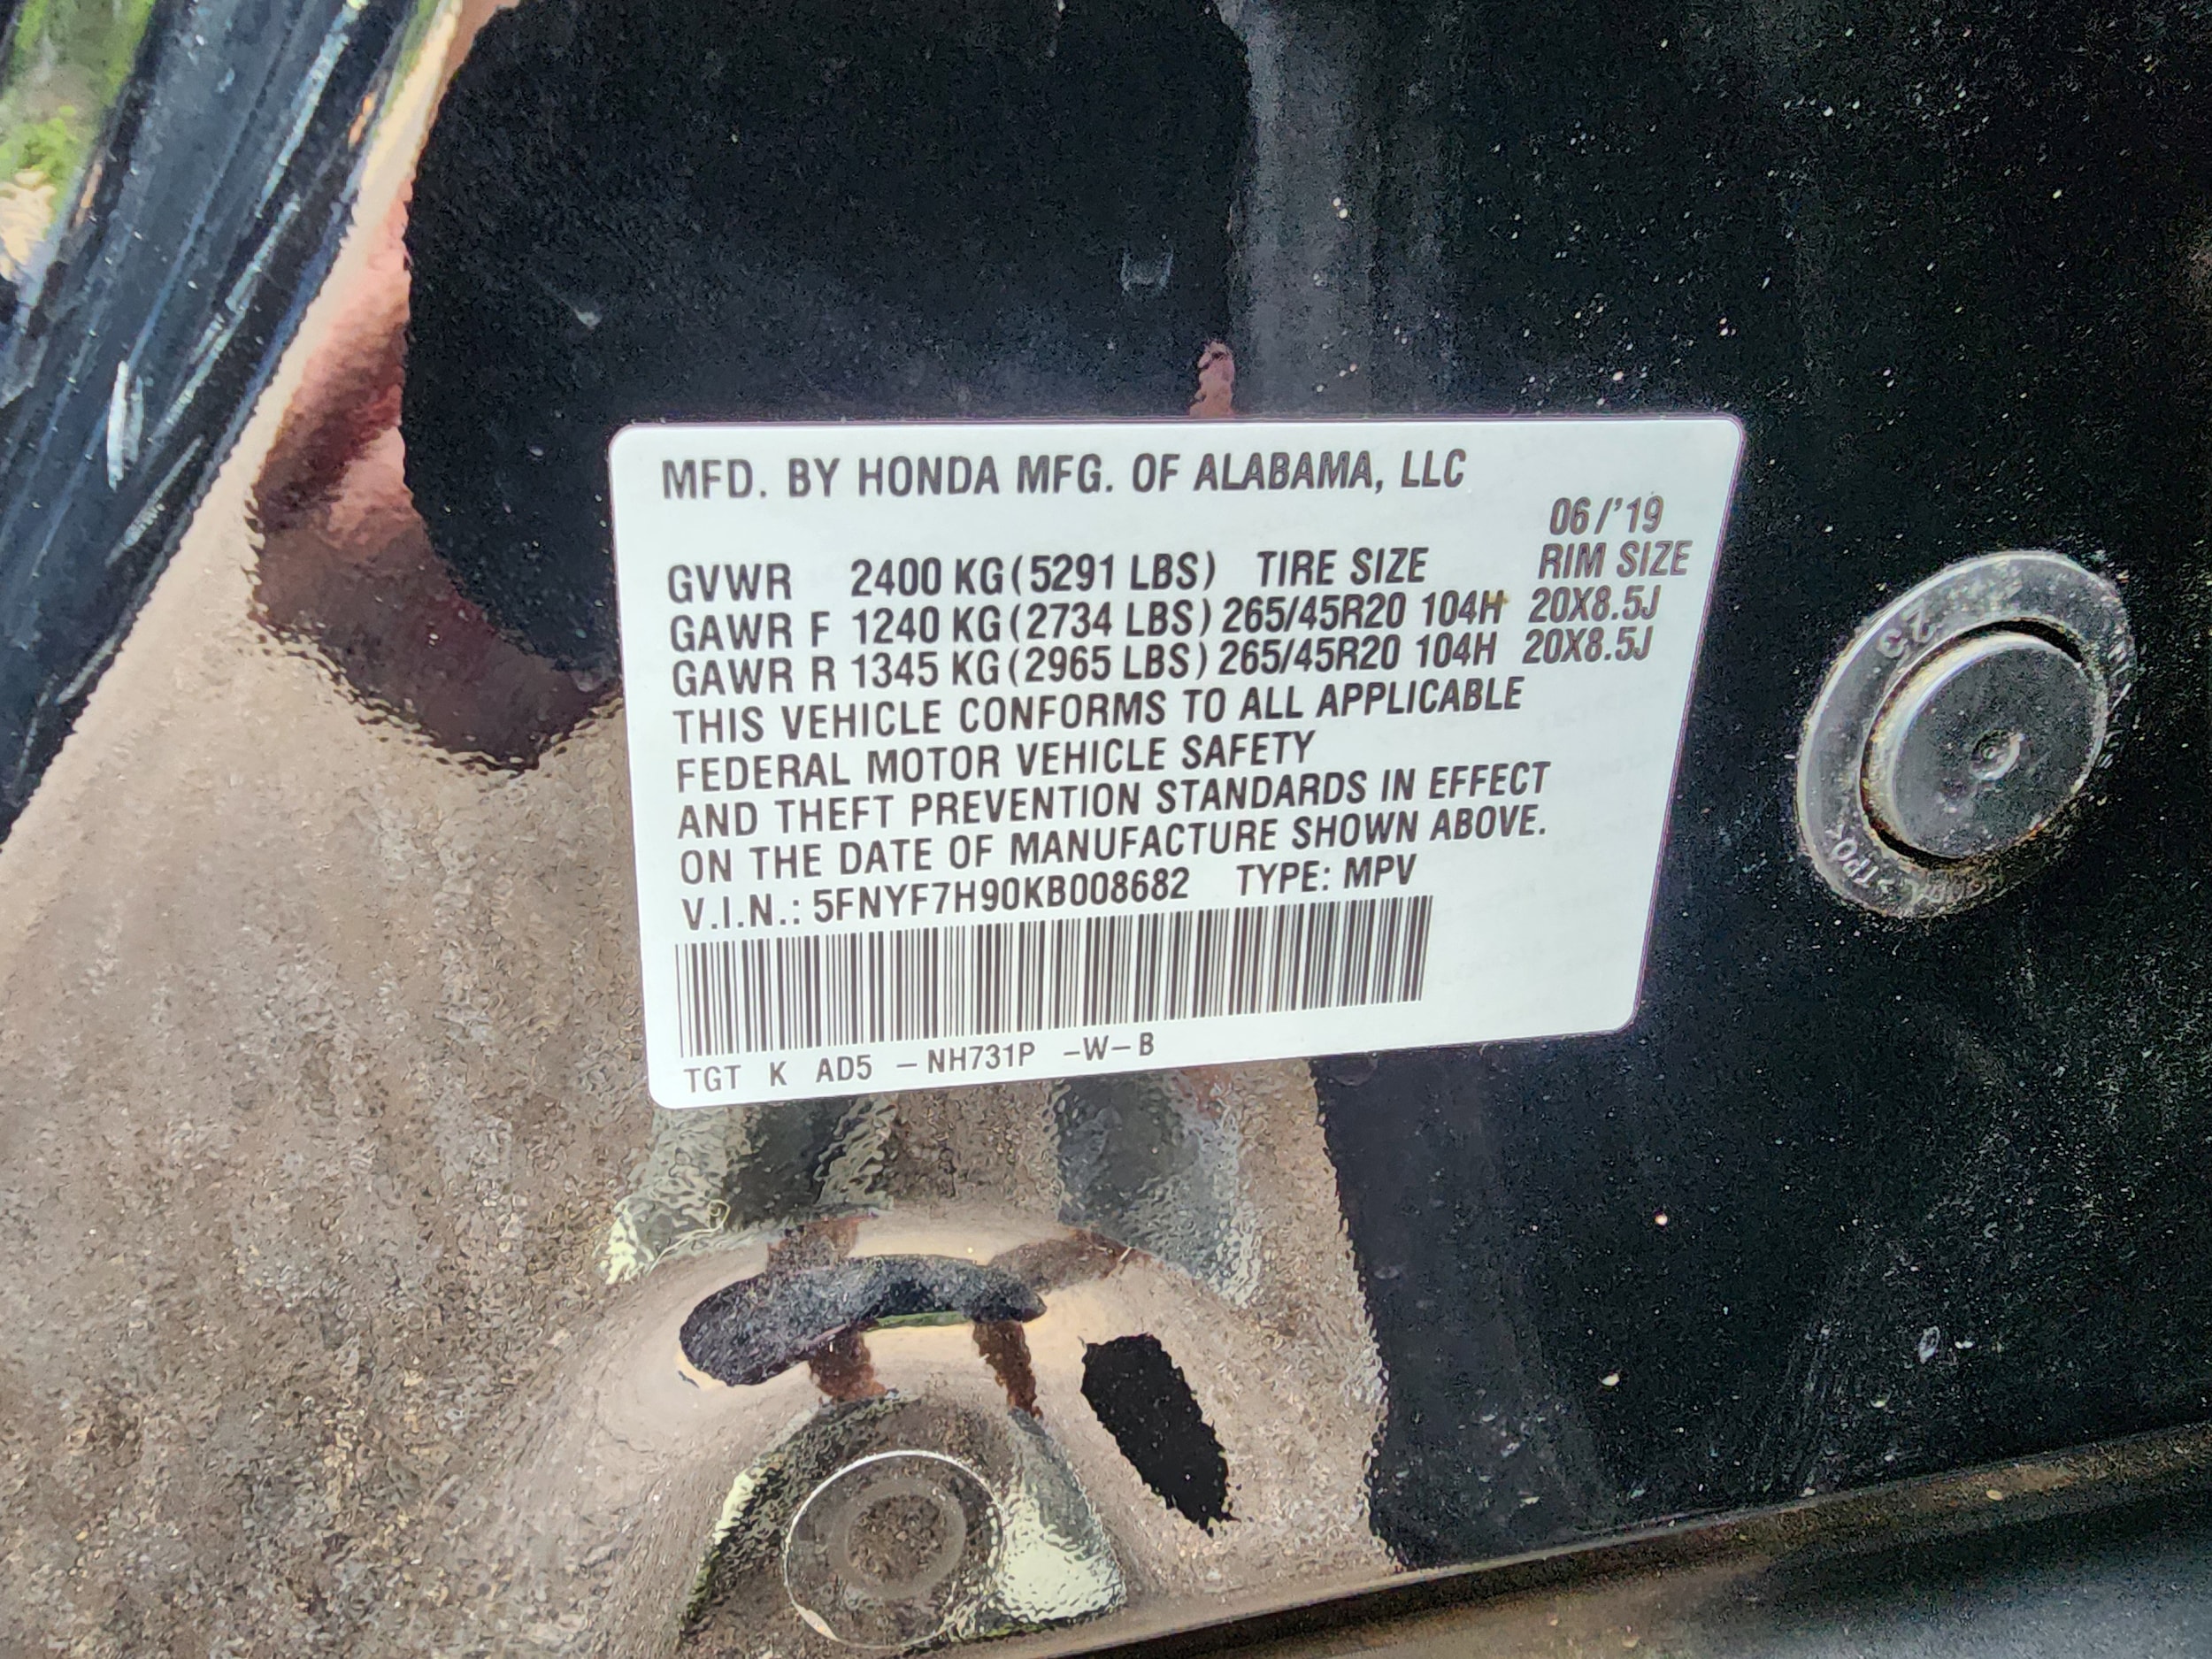 MFD. BY HONDA MFG. OF ALABAMA, LLC
06/'19
GVWR 2400 KG (5291 LBS) TIRE SIZE RIM SIZE
GAWR F 1240 KG (2734 LBS) 265/45R20 104H 20X8.5J
GAWR R 1345 KG (2965 LBS) 265/45R20 104H 20X8.5J
THIS VEHICLE CONFORMS TO ALL APPLICABLE
FEDERAL MOTOR VEHICLE SAFETY
AND THEFT PREVENTION STANDARDS IN EFFECT
ON THE DATE OF MANUFACTURE SHOWN ABOVE.
V.I.N.: 5FNYF7H90KB008682 TYPE: MPV
TGT K AD5 -NH731P -W-B